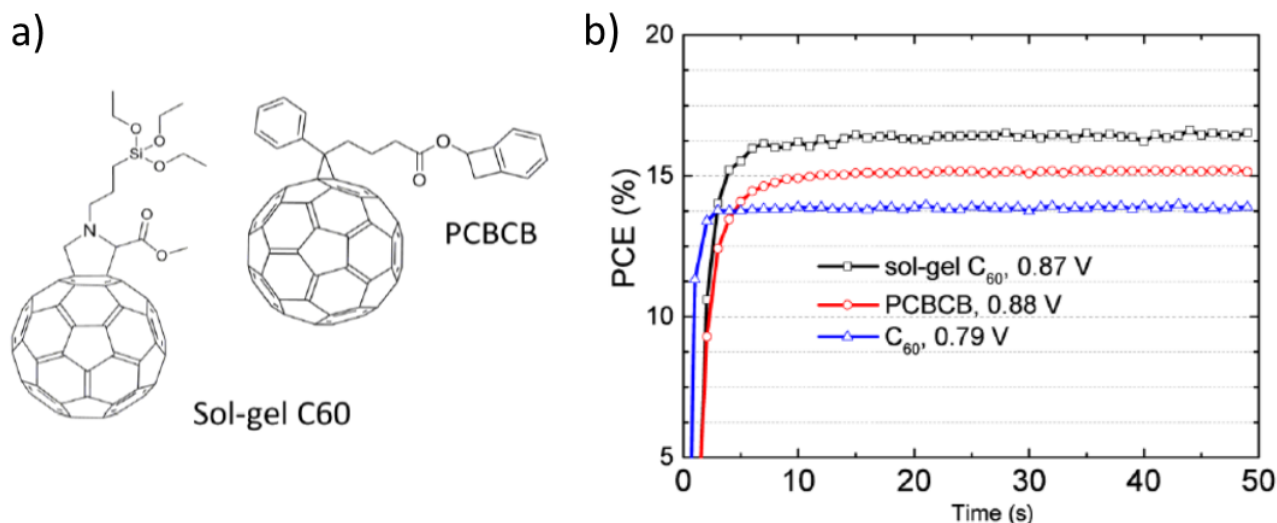 a)
O
O
Si
O
N
O
O
Sol-gel C60
O
O
PCBCB
b)
PCE (%)
20
15
10
5
sol-gel C₆₀, 0.87 V
PCBCB, 0.88 V
C₆₀, 0.79 V
0 10 20 30 40 50
Time (s)